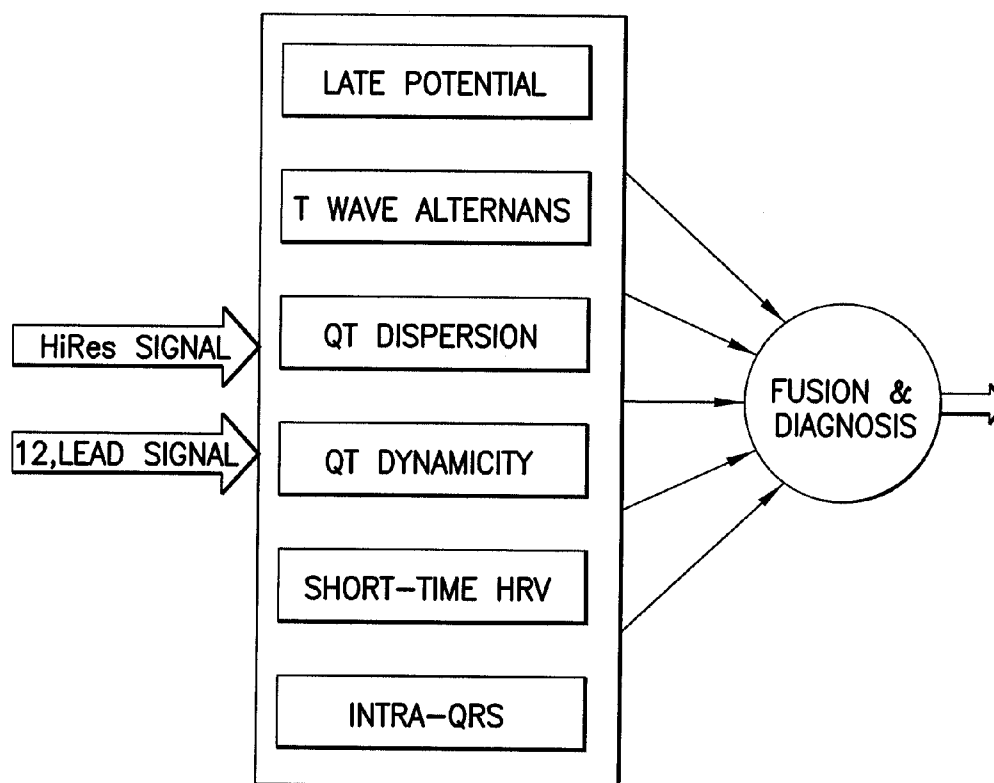 LATE POTENTIAL
T WAVE ALTERNANS
QT DISPERSION
HiRes SIGNAL
12,LEAD SIGNAL
QT DYNAMICITY
SHORT-TIME HRV
INTRA-QRS
FUSION &
DIAGNOSIS